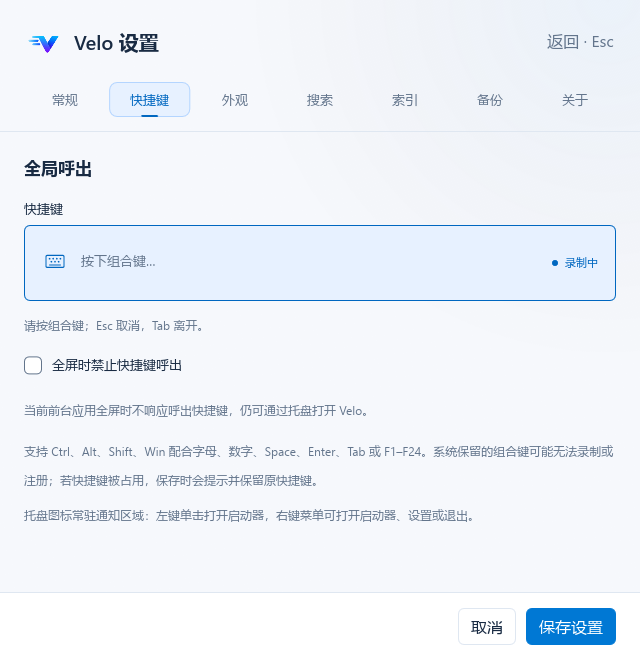 Velo 设置
返回 · Esc
常规
快捷键
外观
搜索
索引
备份
关于
全局呼出
快捷键
按下组合键...
录制中
请按组合键；Esc 取消，Tab 离开。
全屏时禁止快捷键呼出
当前前台应用全屏时不响应呼出快捷键，仍可通过托盘打开 Velo。
支持 Ctrl、Alt、Shift、Win 配合字母、数字、Space、Enter、Tab 或 F1–F24。系统保留的组合键可能无法录制或
注册；若快捷键被占用，保存时会提示并保留原快捷键。
托盘图标常驻通知区域：左键单击打开启动器，右键菜单可打开启动器、设置或退出。
取消
保存设置